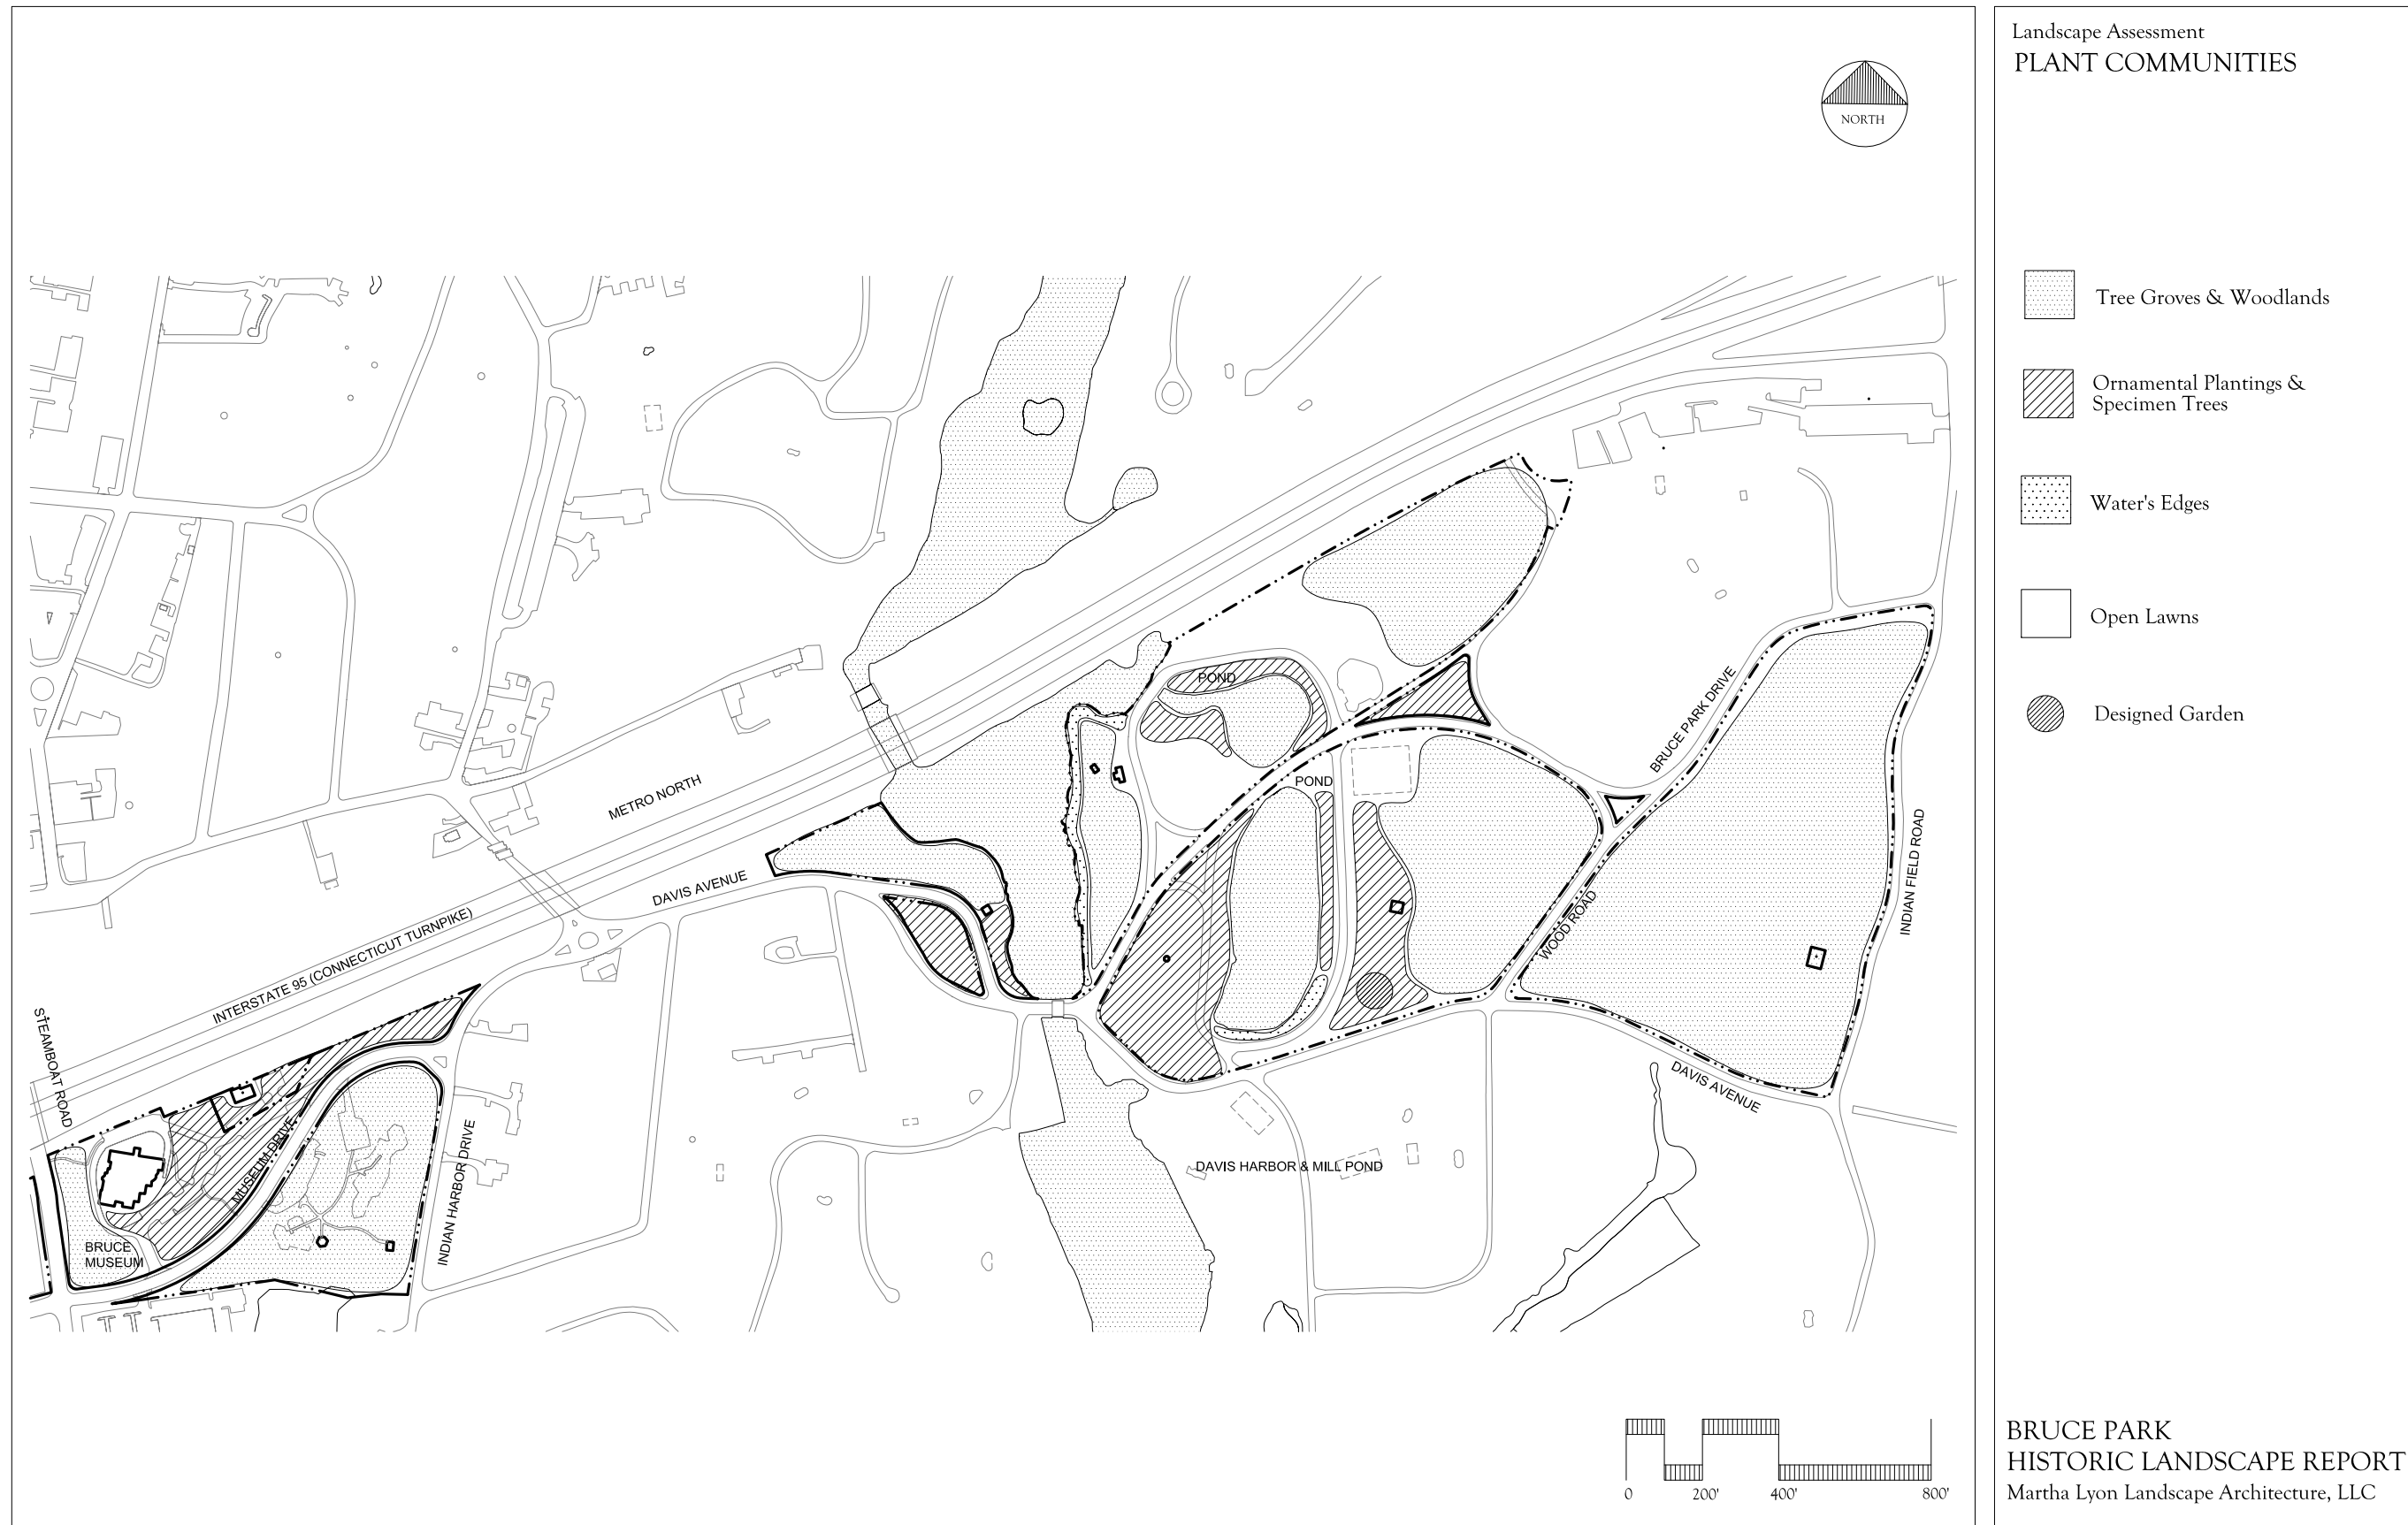 Landscape Assessment
PLANT COMMUNITIES
NORTH
Tree Groves & Woodlands
Ornamental Plantings &
Specimen Trees
Water's Edges
Open Lawns
Designed Garden
POND
POND
METRO NORTH
BRUCE PARK DRIVE
DAVIS AVENUE
INDIAN FIELD ROAD
WOOD ROAD
INTERSTATE 95 (CONNECTICUT TURNPIKE)
STEAMBOAT ROAD
MUSEUM DRIVE
INDIAN HARBOR DRIVE
DAVIS AVENUE
DAVIS HARBOR & MILL POND
BRUCE
MUSEUM
0 200' 400' 800'
BRUCE PARK
HISTORIC LANDSCAPE REPORT
Martha Lyon Landscape Architecture, LLC